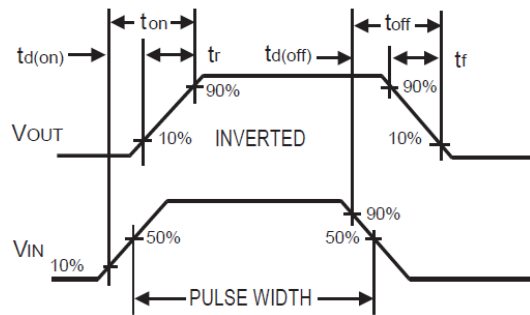 ton toff
td(on) tr td(off) tf
90% 90%
VOUT 10% INVERTED 10%
90%
VIN 50% 50%
10%
PULSE WIDTH